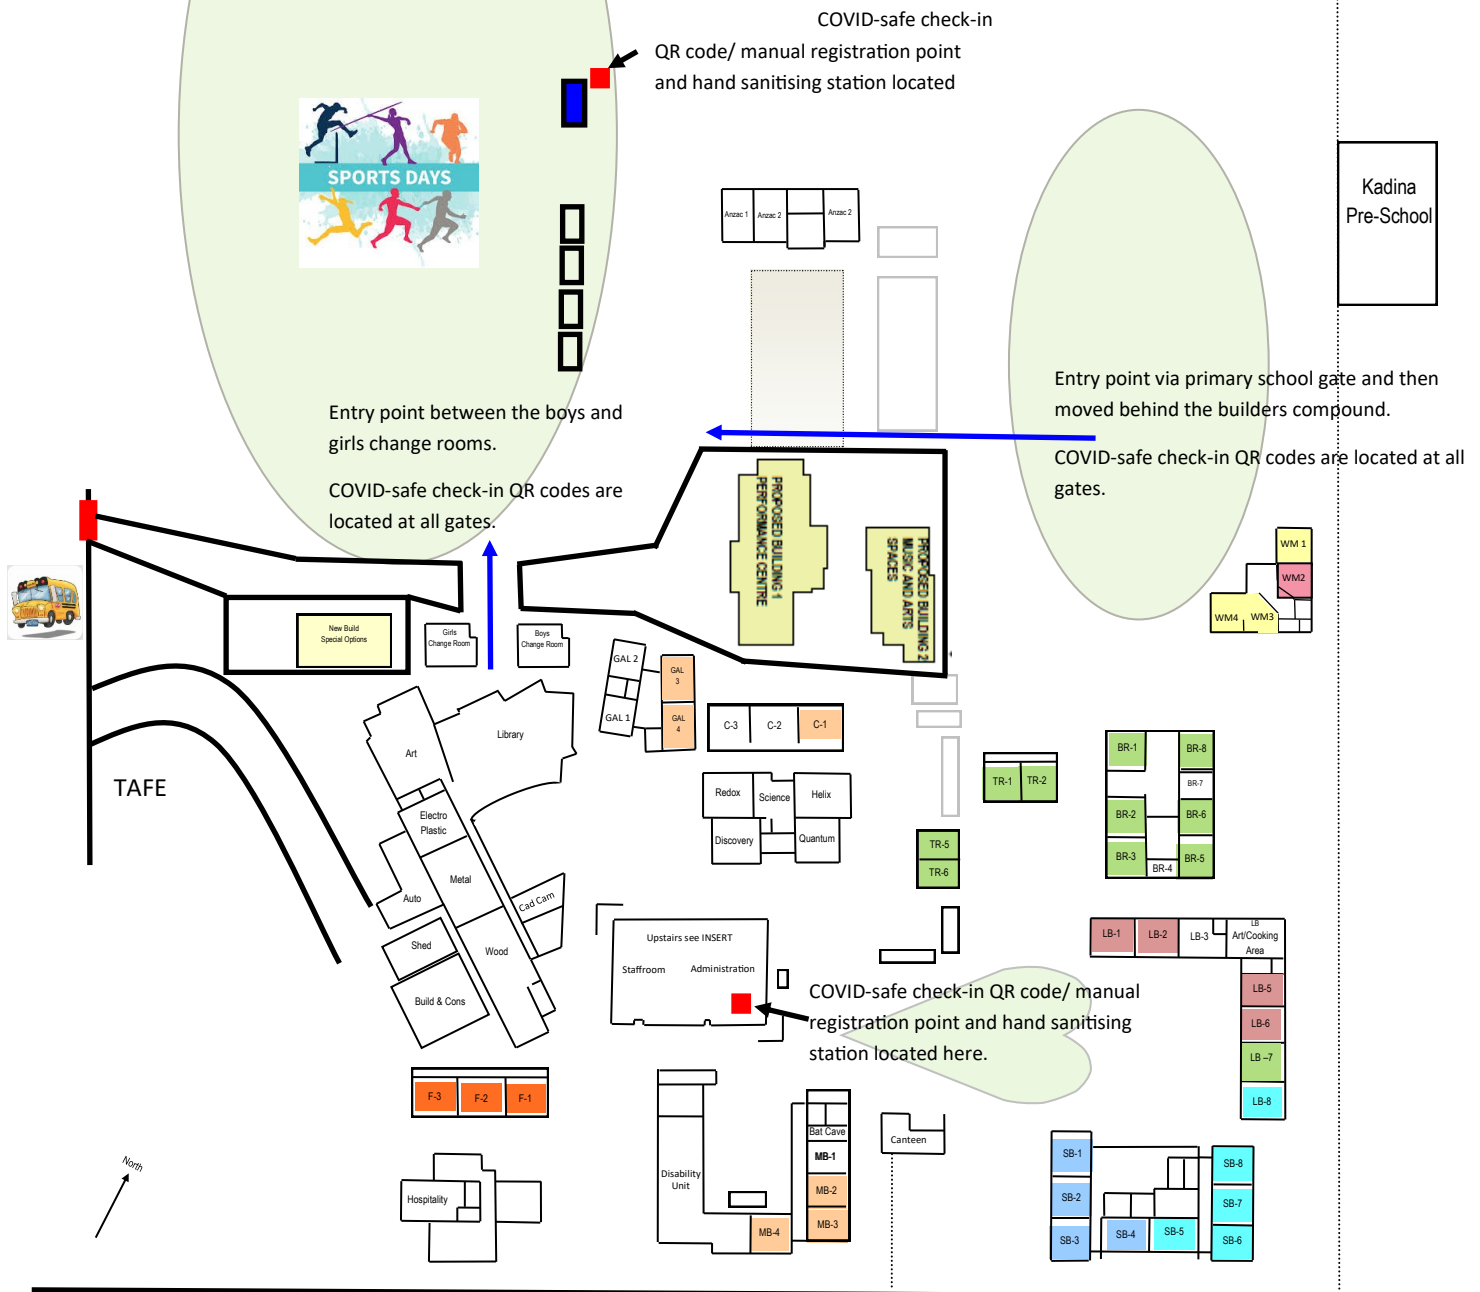 COVID-safe check-in
QR code/ manual registration point
and hand sanitising station located
SPORTS DAYS
Kadina
Pre-School
Anzac 1
Anzac 2
Anzac 2
Entry point via primary school gate and then
moved behind the builders compound.
COVID-safe check-in QR codes are located at all
gates.
Entry point between the boys and
girls change rooms.
COVID-safe check-in QR codes are
located at all gates.
PROPOSED BUILDING 1
PERFORMANCE CENTRE
PROPOSED BUILDING 2
MUSIC AND ARTS
SPACES
WM 1
WM2
WM4
WM3
New Build
Special Options
Girls
Change Room
Boys
Change Room
GAL 2
GAL 1
GAL
3
GAL
4
C-3
C-2
C-1
Art
Library
TAFE
Electro
Plastic
Metal
Auto
Cad Cam
Shed
Wood
Build & Cons
Redox
Science
Helix
Discovery
Quantum
TR-1
TR-2
TR-5
TR-6
BR-1
BR-8
BR-7
BR-2
BR-6
BR-3
BR-4
BR-5
Upstairs see INSERT
Staffroom
Administration
COVID-safe check-in QR code/ manual
registration point and hand sanitising
station located here.
LB-1
LB-2
LB-3
LB
Art/Cooking
Area
LB-5
LB-6
LB –7
LB-8
F-3
F-2
F-1
Hospitality
North
Disability
Unit
Bat Cave
MB-1
MB-2
MB-3
MB-4
Canteen
SB-1
SB-2
SB-3
SB-4
SB-5
SB-8
SB-7
SB-6